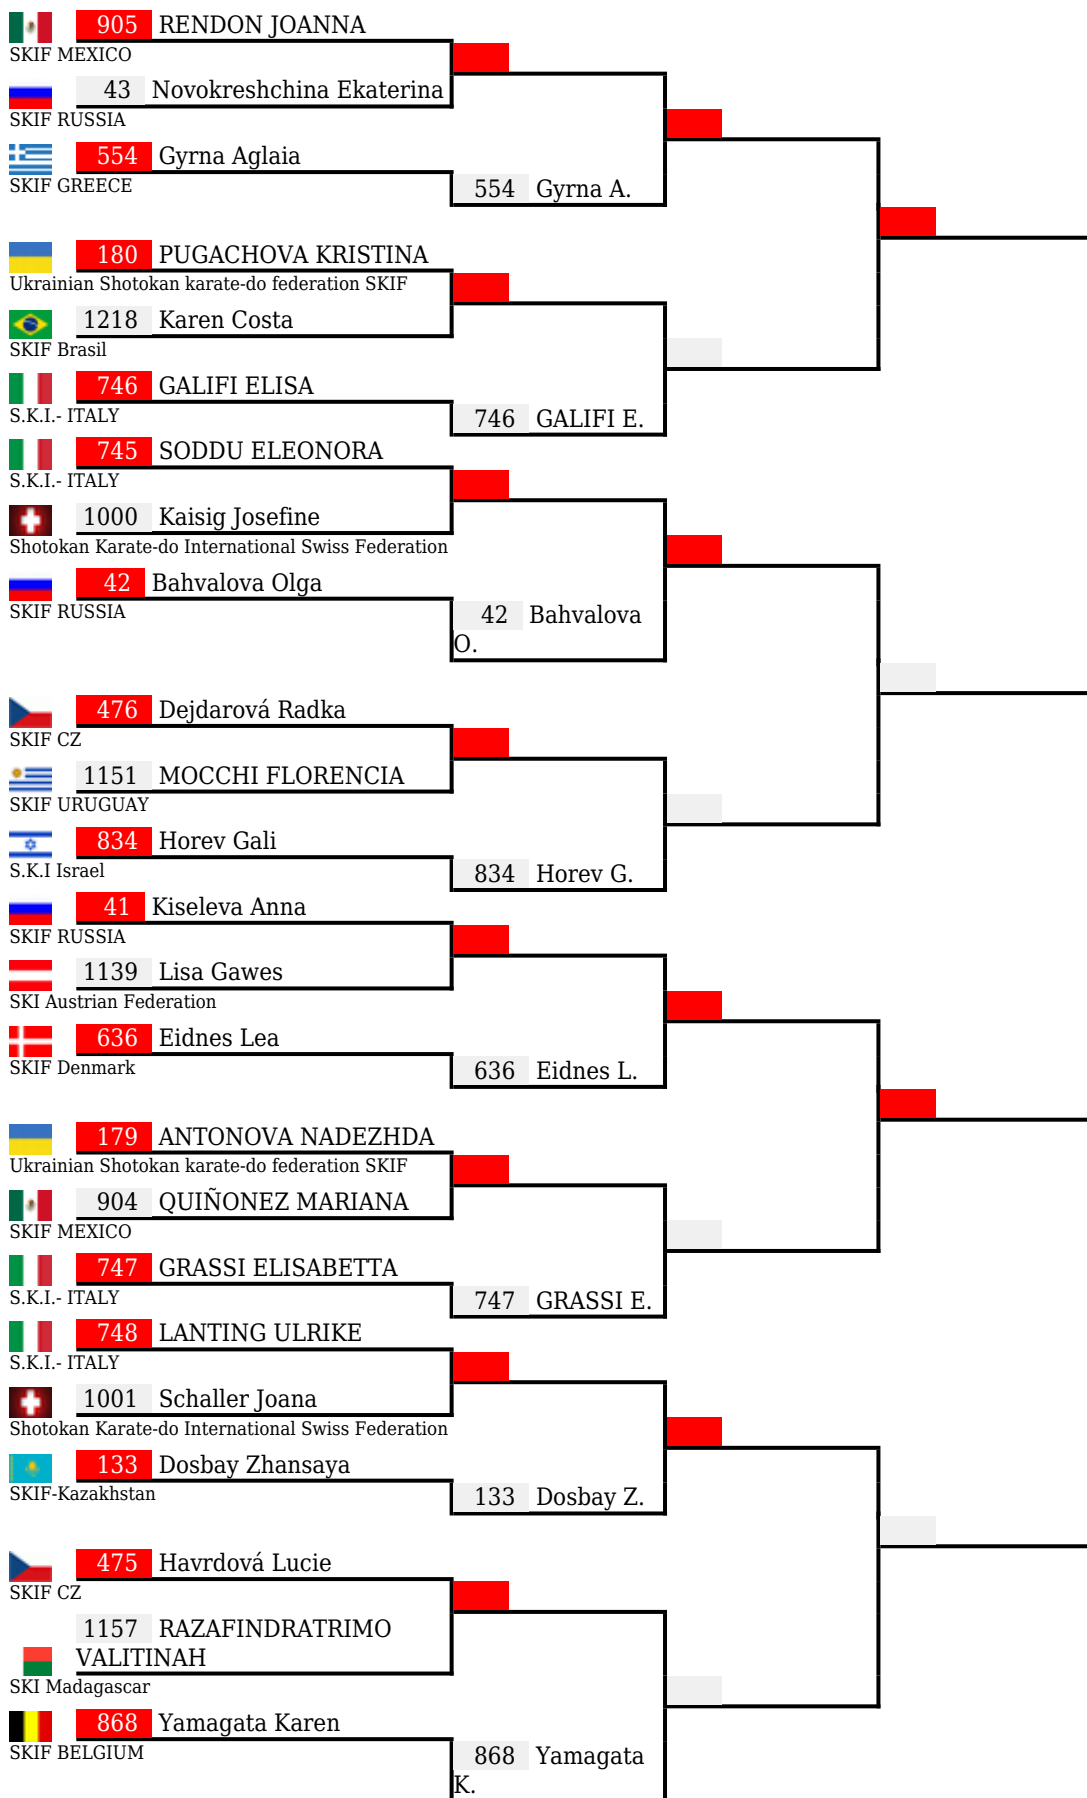 905 RENDON JOANNA
SKIF MEXICO
43 Novokreshchina Ekaterina
SKIF RUSSIA
554 Gyrna Aglaia
SKIF GREECE
554 Gyrna A.
180 PUGACHOVA KRISTINA
Ukrainian Shotokan karate-do federation SKIF
1218 Karen Costa
SKIF Brasil
746 GALIFI ELISA
S.K.I.- ITALY
746 GALIFI E.
745 SODDU ELEONORA
S.K.I.- ITALY
1000 Kaisig Josefine
Shotokan Karate-do International Swiss Federation
42 Bahvalova Olga
SKIF RUSSIA
42 Bahvalova
O.
476 Dejdarová Radka
SKIF CZ
1151 MOCCHI FLORENCIA
SKIF URUGUAY
834 Horev Gali
S.K.I Israel
834 Horev G.
41 Kiseleva Anna
SKIF RUSSIA
1139 Lisa Gawes
SKI Austrian Federation
636 Eidnes Lea
SKIF Denmark
636 Eidnes L.
179 ANTONOVA NADEZHDA
Ukrainian Shotokan karate-do federation SKIF
904 QUIÑONEZ MARIANA
SKIF MEXICO
747 GRASSI ELISABETTA
S.K.I.- ITALY
747 GRASSI E.
748 LANTING ULRIKE
S.K.I.- ITALY
1001 Schaller Joana
Shotokan Karate-do International Swiss Federation
133 Dosbay Zhansaya
SKIF-Kazakhstan
133 Dosbay Z.
475 Havrdová Lucie
SKIF CZ
1157 RAZAFINDRATRIMO
VALITINAH
SKI Madagascar
868 Yamagata Karen
SKIF BELGIUM
868 Yamagata
K.